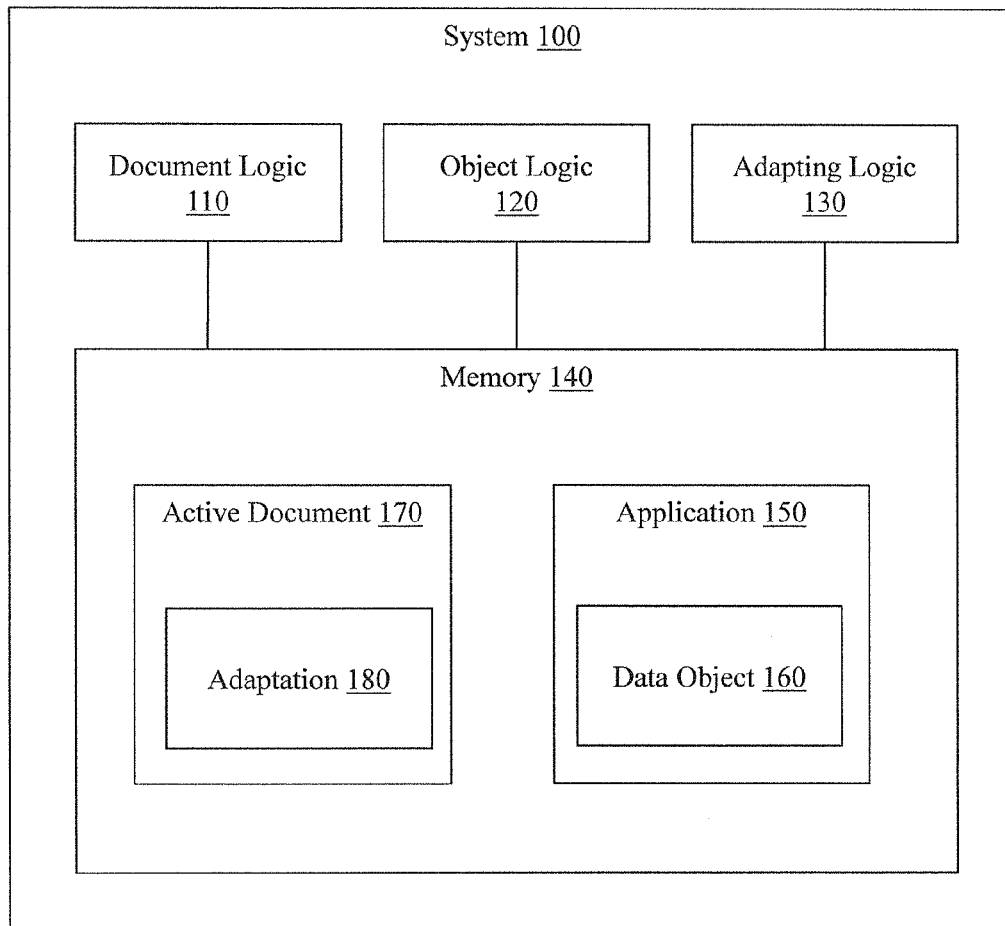 System 100
Document Logic
110
Object Logic
120
Adapting Logic
130
Memory 140
Active Document 170
Adaptation 180
Application 150
Data Object 160